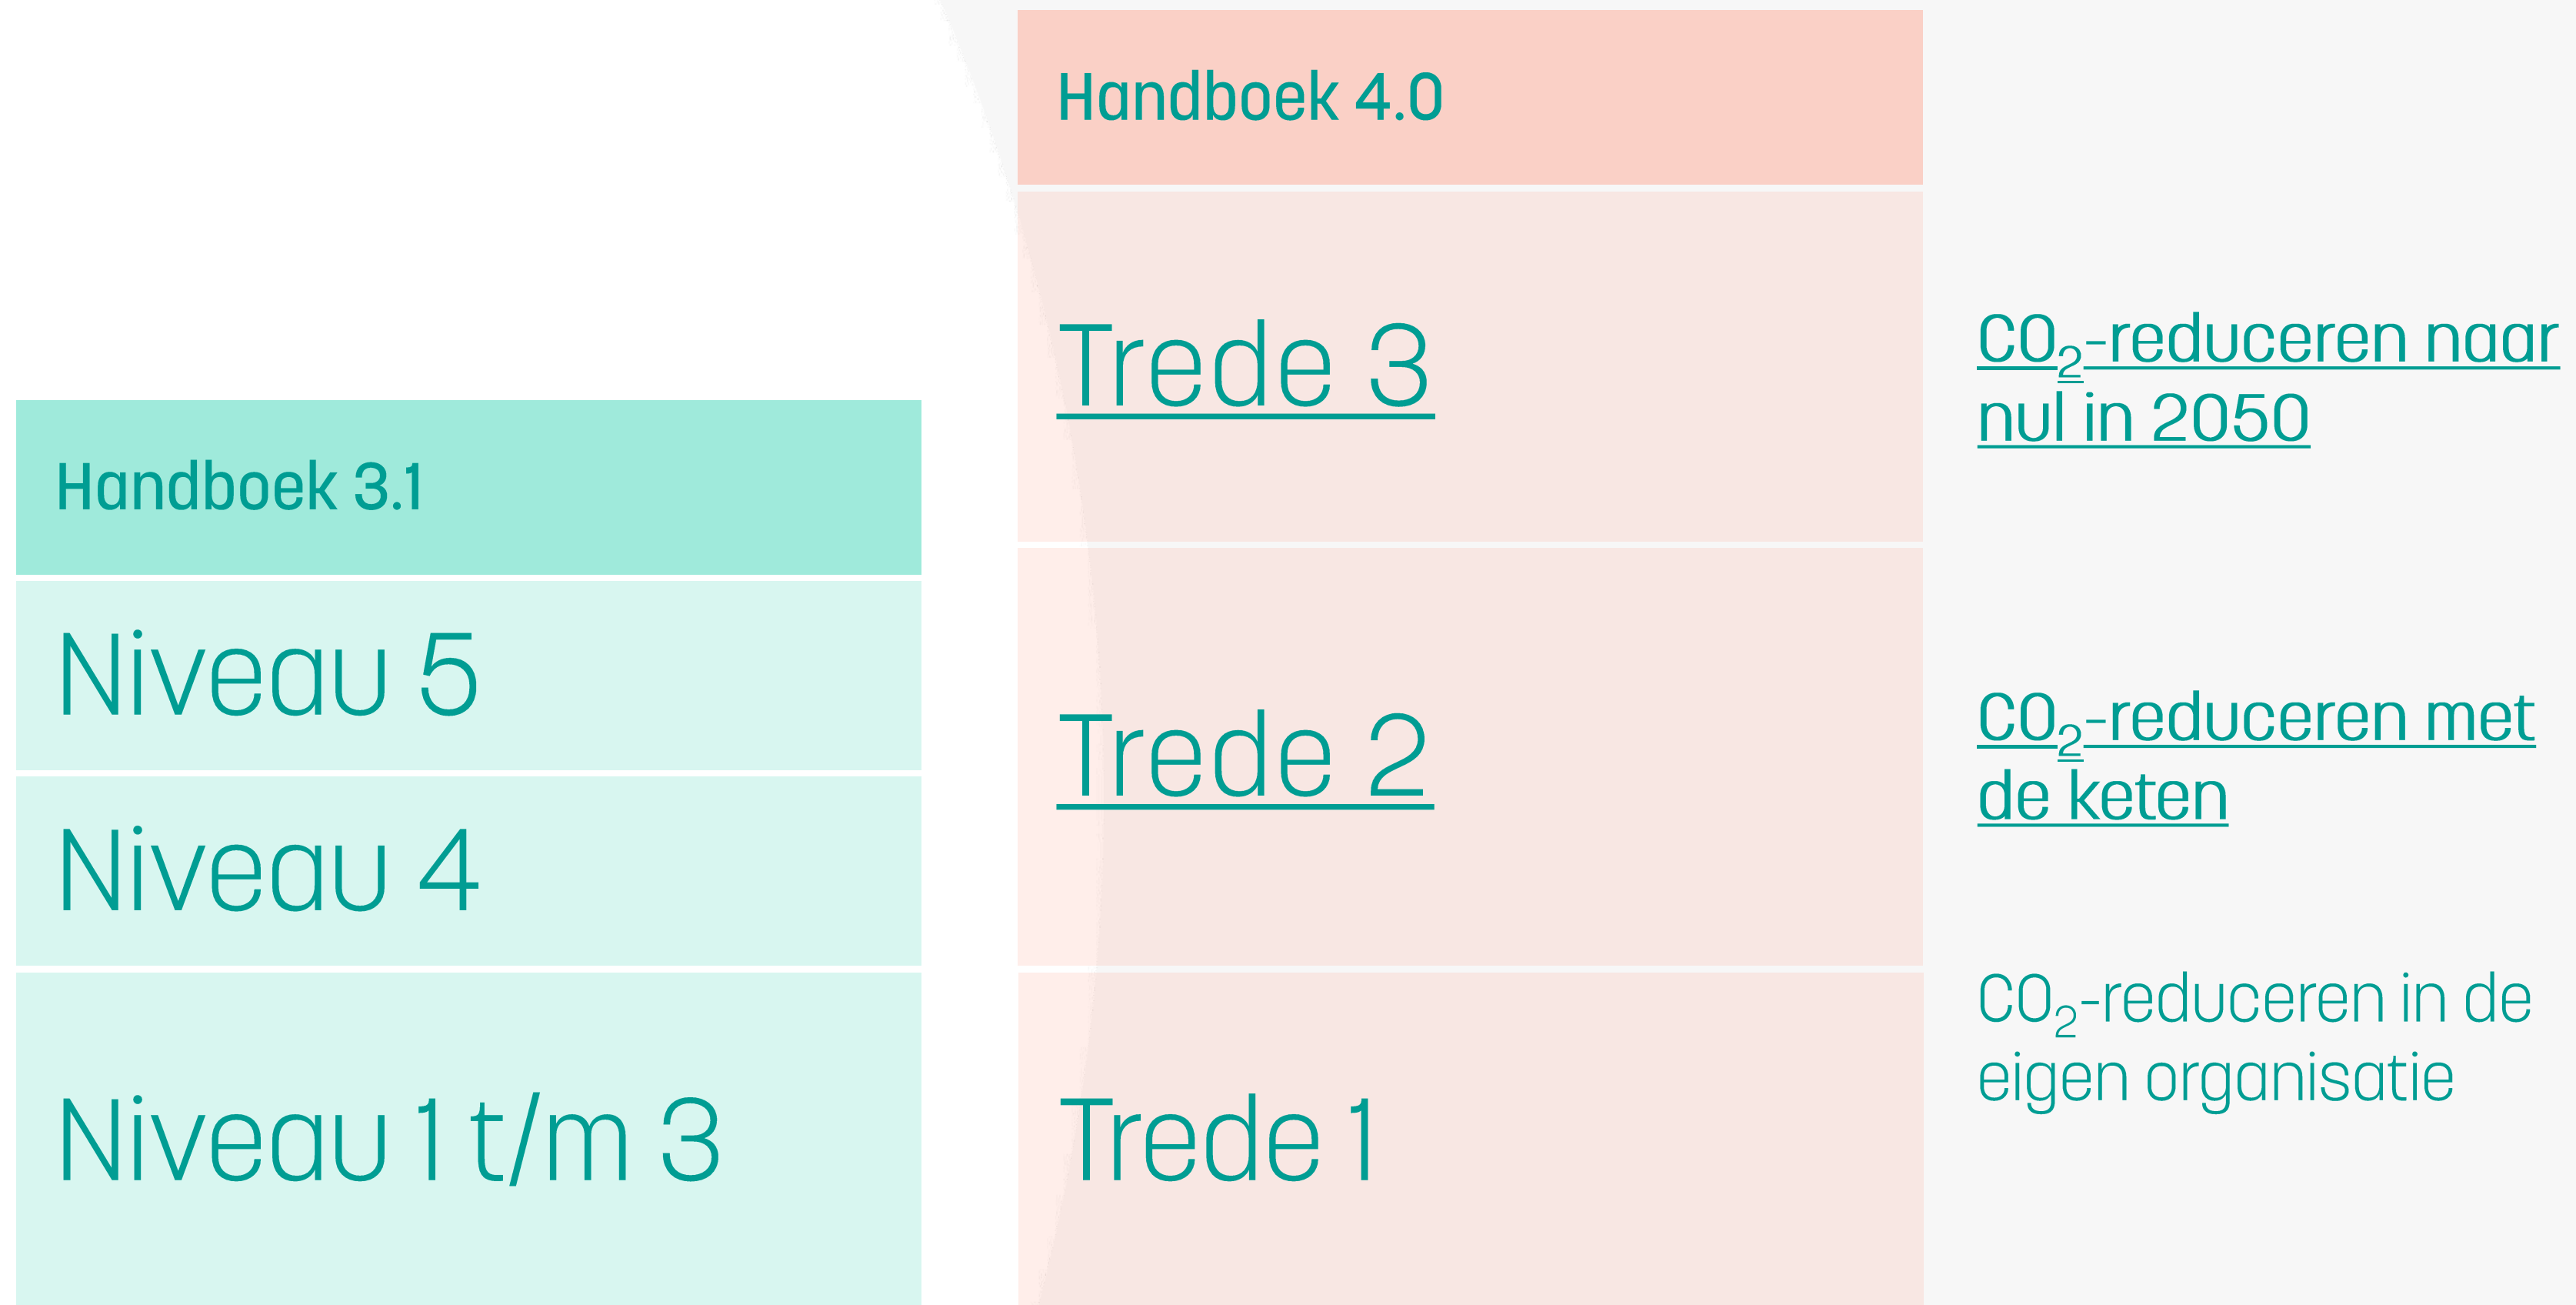 Handboek 3.1
Niveau 5
Niveau 4
Niveau 1 t/m 3
Handboek 4.0
Trede 3
CO₂-reduceren naar
nul in 2050
Trede 2
CO₂-reduceren met
de keten
Trede 1
CO₂-reduceren in de
eigen organisatie